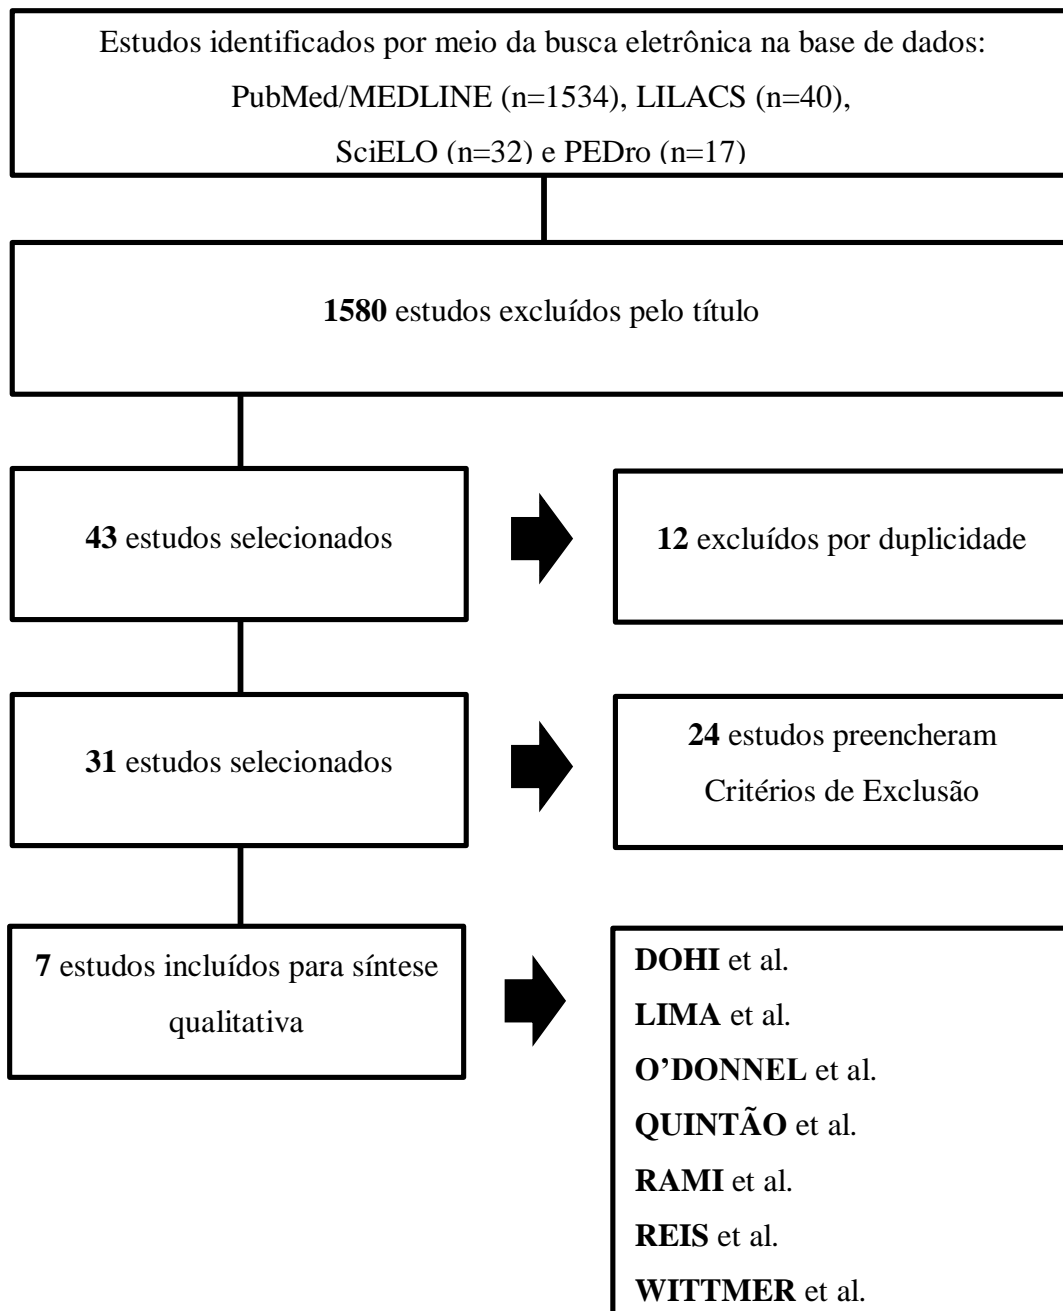 Estudos identificados por meio da busca eletrônica na base de dados:
PubMed/MEDLINE (n=1534), LILACS (n=40),
SciELO (n=32) e PEDro (n=17)
1580 estudos excluídos pelo título
43 estudos selecionados
12 excluídos por duplicidade
31 estudos selecionados
24 estudos preencheram
Critérios de Exclusão
7 estudos incluídos para síntese
qualitativa
DOHI et al.
LIMA et al.
O’DONNEL et al.
QUINTÃO et al.
RAMI et al.
REIS et al.
WITTMER et al.